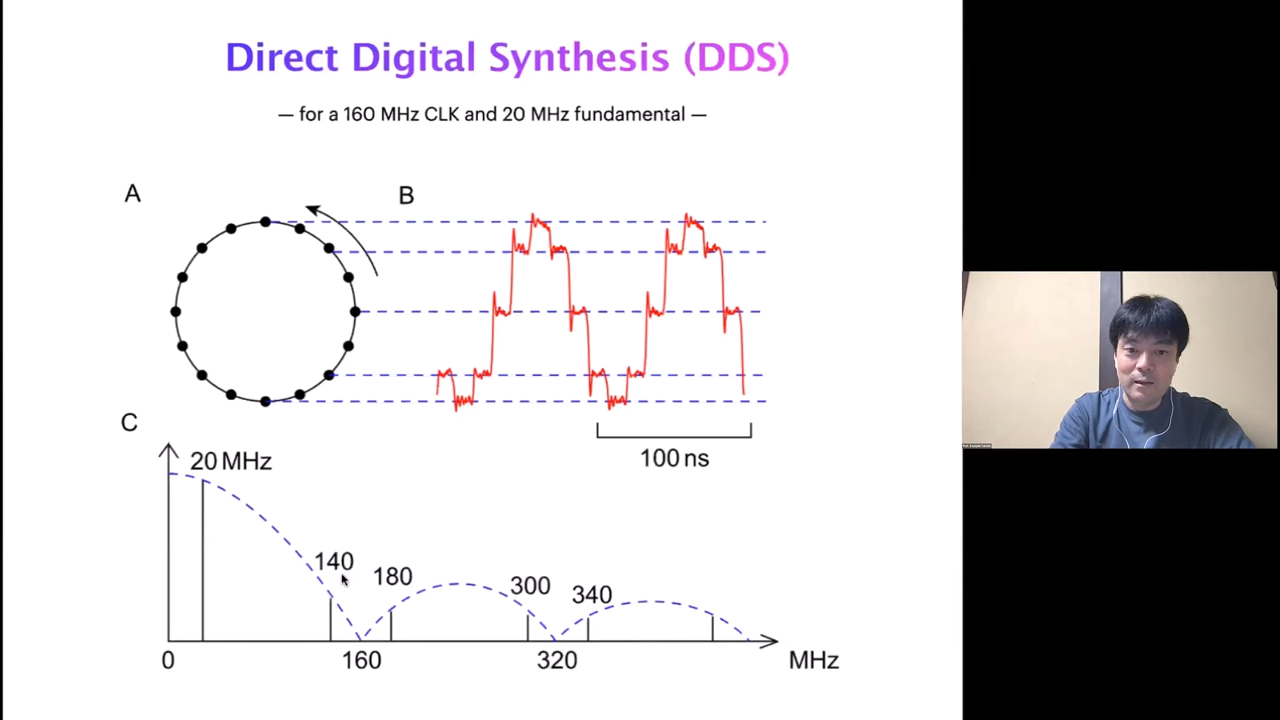 Direct Digital Synthesis (DDS)
— for a 160 MHz CLK and 20 MHz fundamental —
A
B
100 ns
C
20 MHz
140
180
300
340
0
160
320
MHz